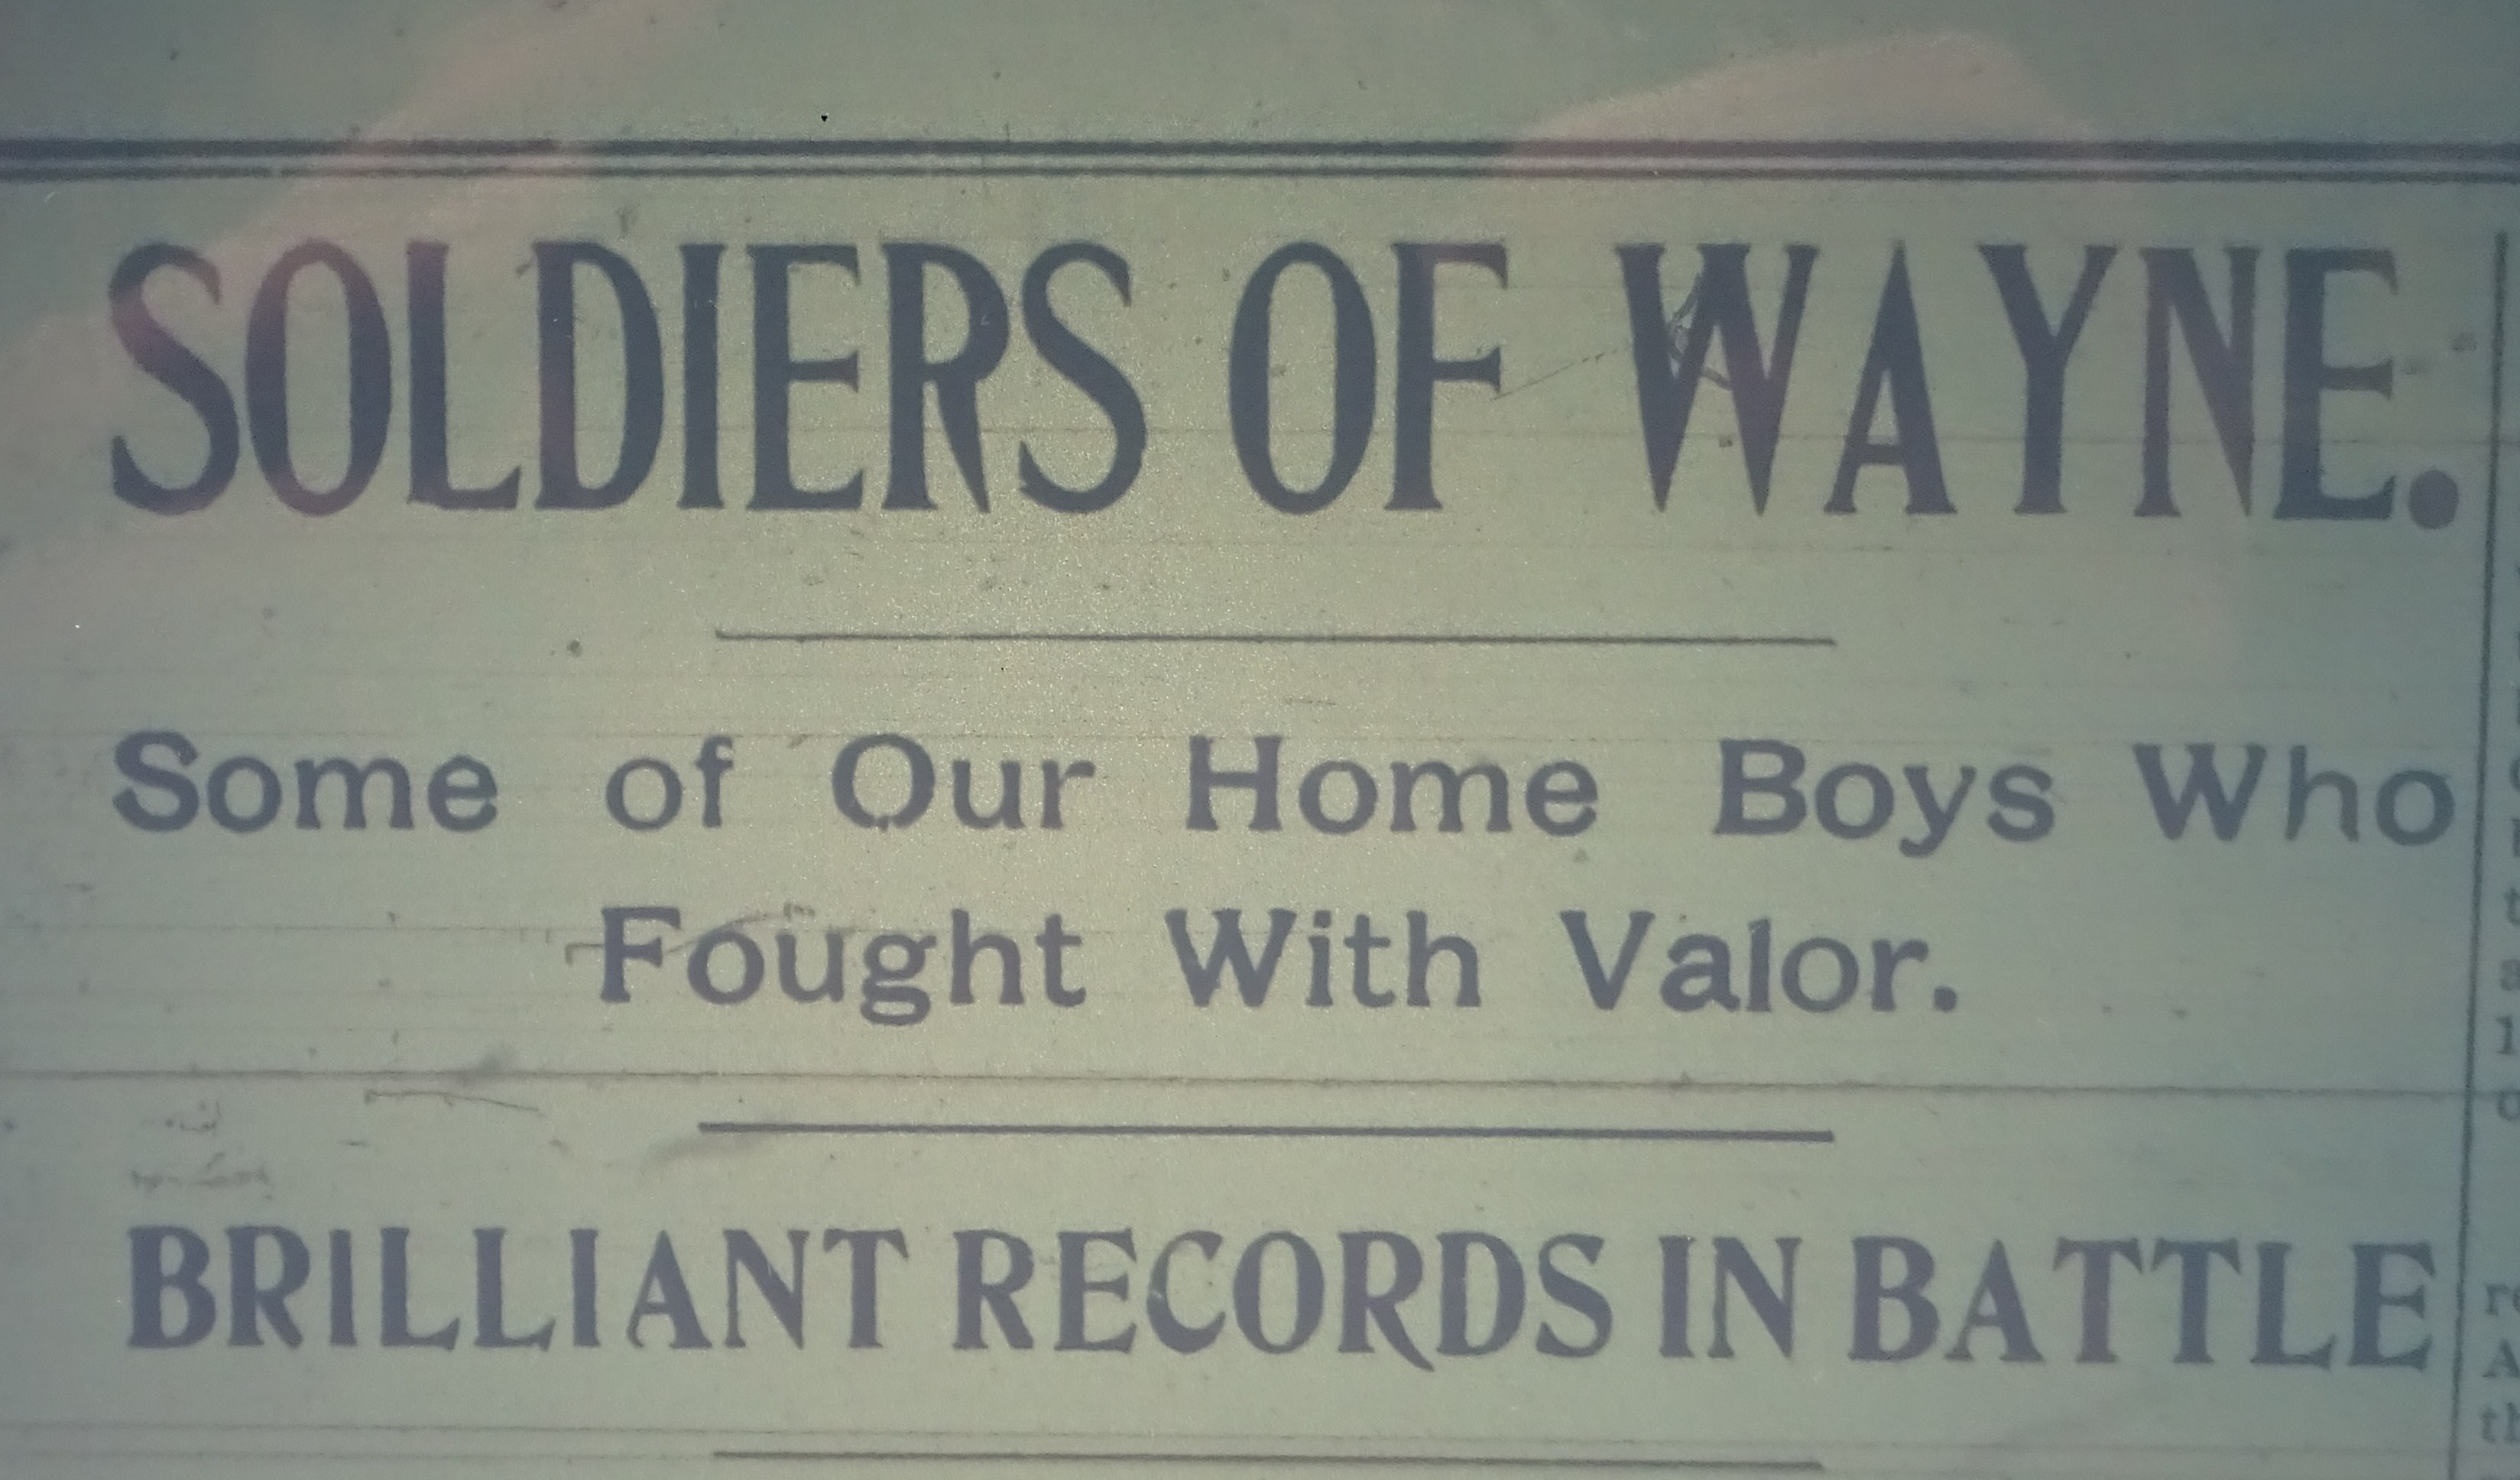 SOLDIERS OF WAYNE.
Some of Our Home Boys Who
Fought With Valor.
BRILLIANT RECORDS IN BATTLE